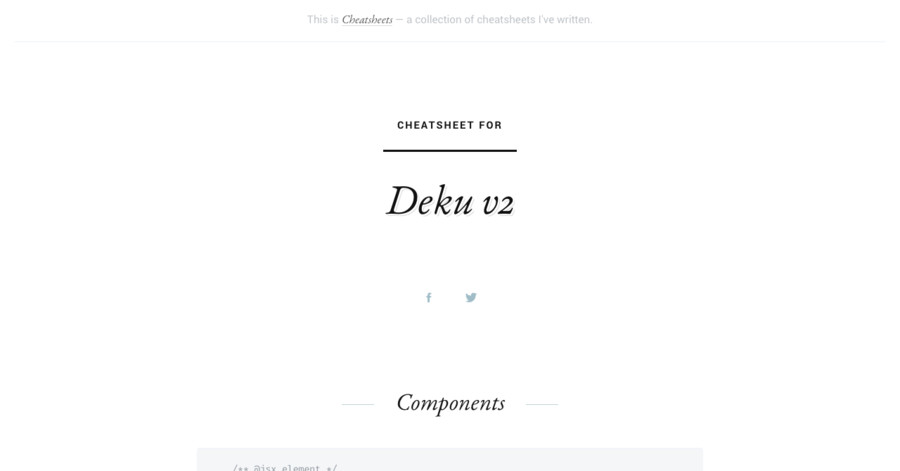 This is Cheatsheets — a collection of cheatsheets I've written.
CHEATSHEET FOR
Deku v2
Components
/** @jsx element */